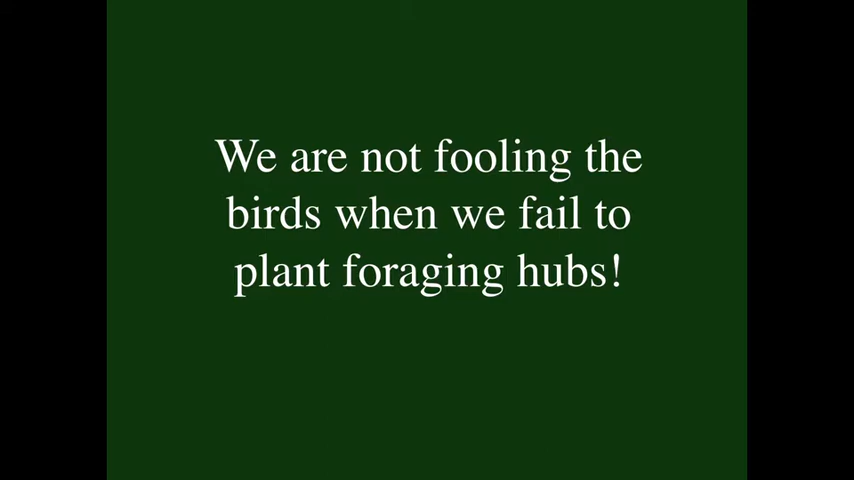 We are not fooling the
birds when we fail to
plant foraging hubs!